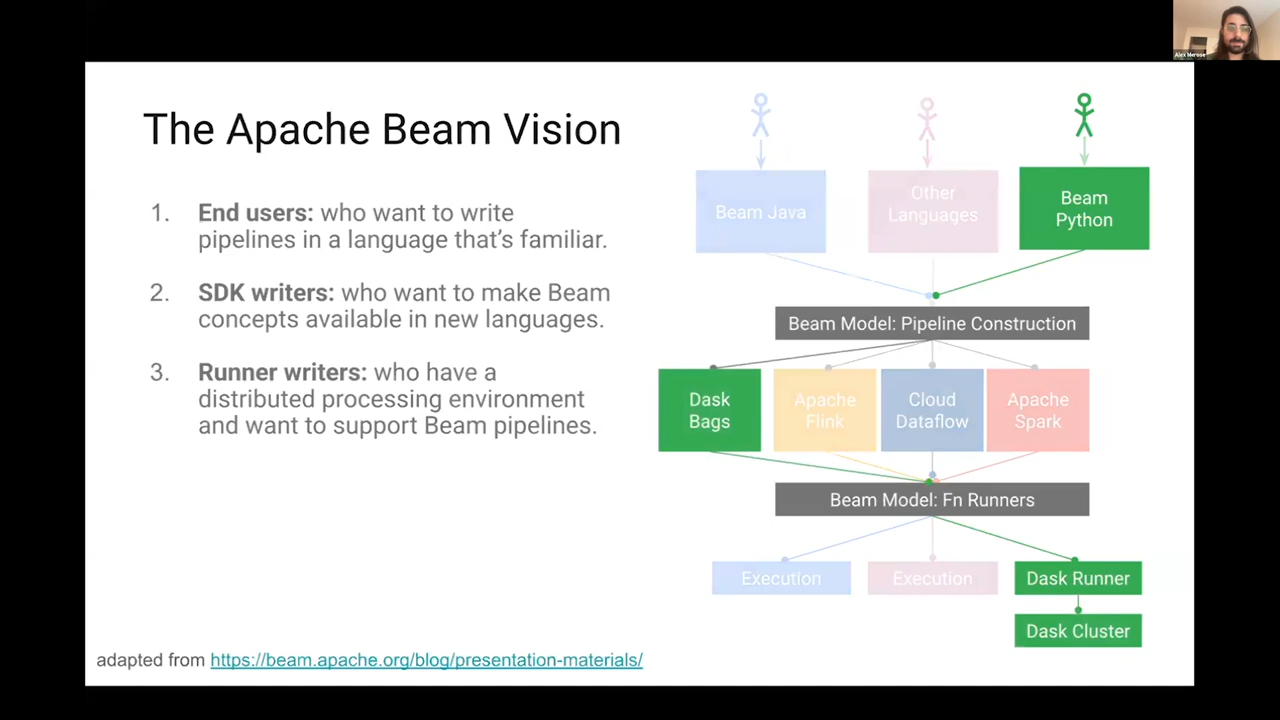 Alex Merose
The Apache Beam Vision
1. End users: who want to write
pipelines in a language that's familiar.
2. SDK writers: who want to make Beam
concepts available in new languages.
3. Runner writers: who have a
distributed processing environment
and want to support Beam pipelines.
Beam Java
Other
Languages
Beam
Python
Beam Model: Pipeline Construction
Dask
Bags
Apache
Flink
Cloud
Dataflow
Apache
Spark
Beam Model: Fn Runners
Execution
Execution
Dask Runner
Dask Cluster
adapted from https://beam.apache.org/blog/presentation-materials/